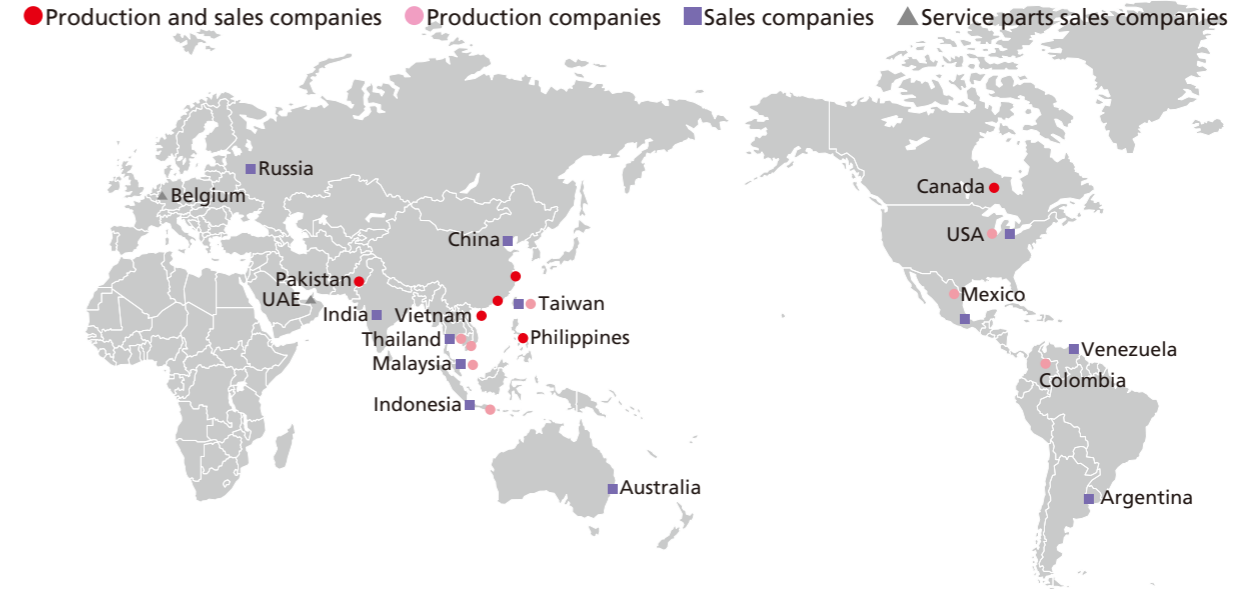 Production and sales companies Production companies Sales companies Service parts sales companies
Russia
Belgium
Canada
USA
China
Pakistan
UAE
Mexico
Taiwan
India
Vietnam
Philippines
Thailand
Venezuela
Malaysia
Colombia
Indonesia
Australia
Argentina